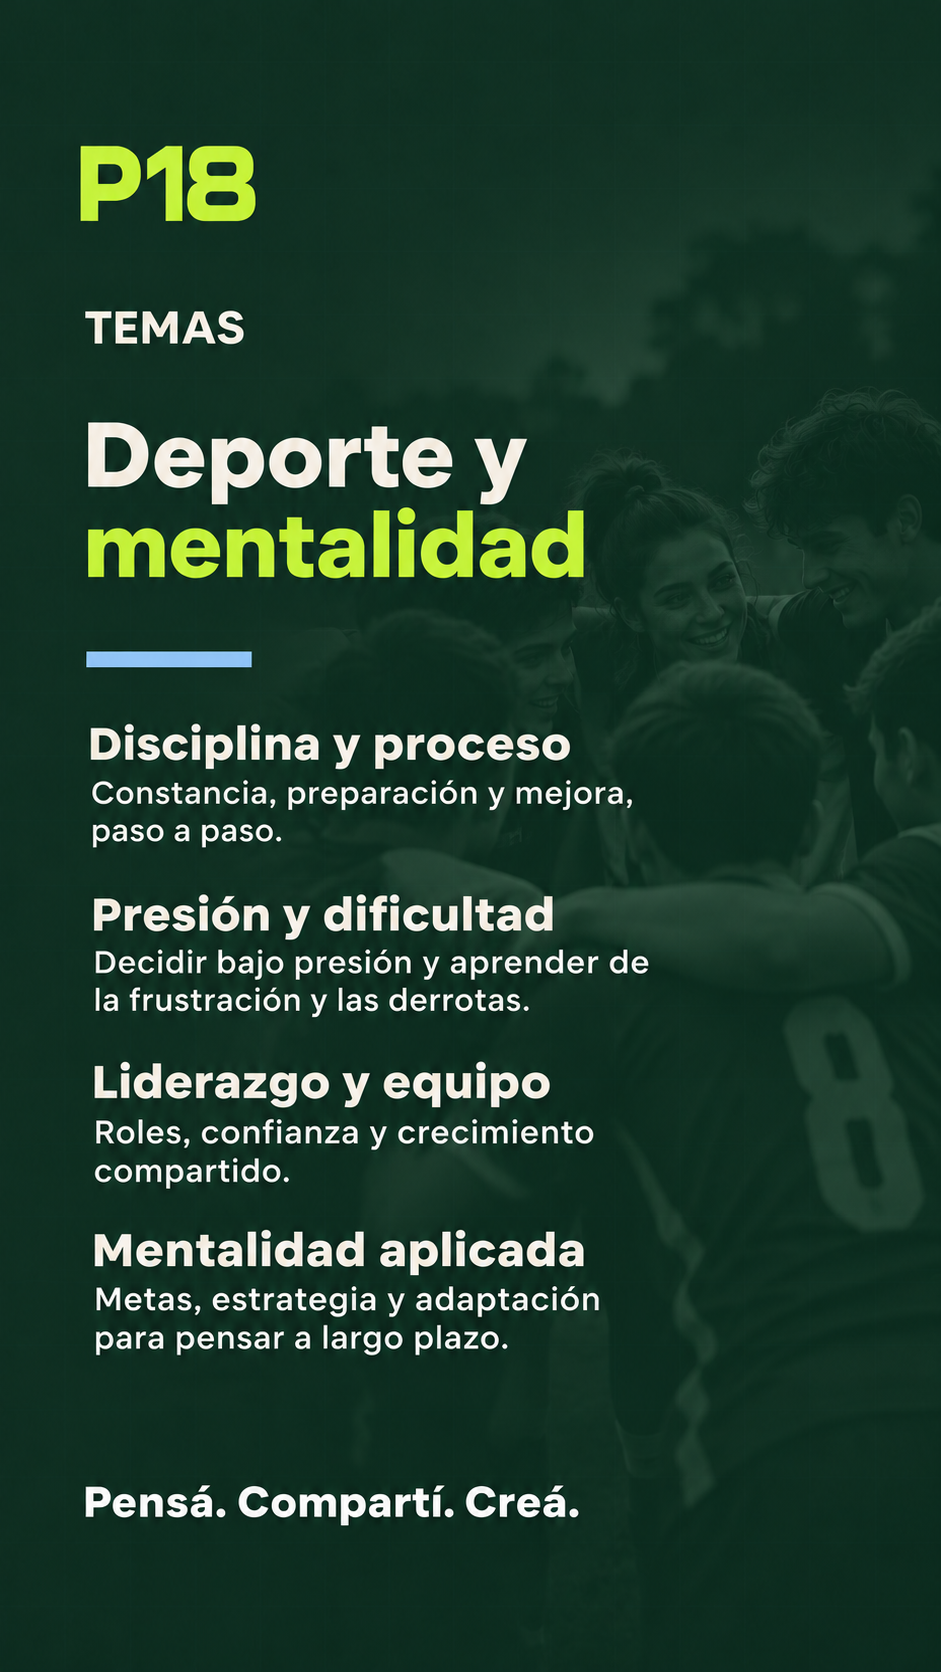 P18
TEMAS
Deporte y
mentalidad
Disciplina y proceso
Constancia, preparación y mejora,
paso a paso.
Presión y dificultad
Decidir bajo presión y aprender de
la frustración y las derrotas.
Liderazgo y equipo
Roles, confianza y crecimiento
compartido.
Mentalidad aplicada
Metas, estrategia y adaptación
para pensar a largo plazo.
Pensá. Compartí. Creá.
8